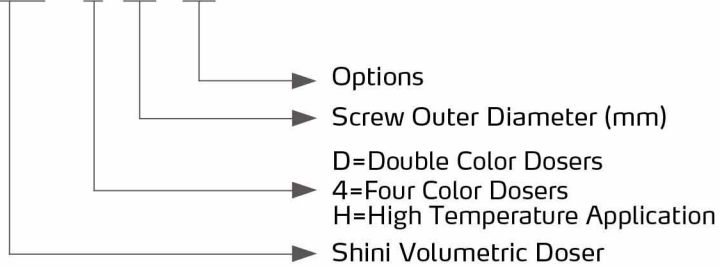 Options
Screw Outer Diameter (mm)
D=Double Color Dosers
4=Four Color Dosers
H=High Temperature Application
Shini Volumetric Doser